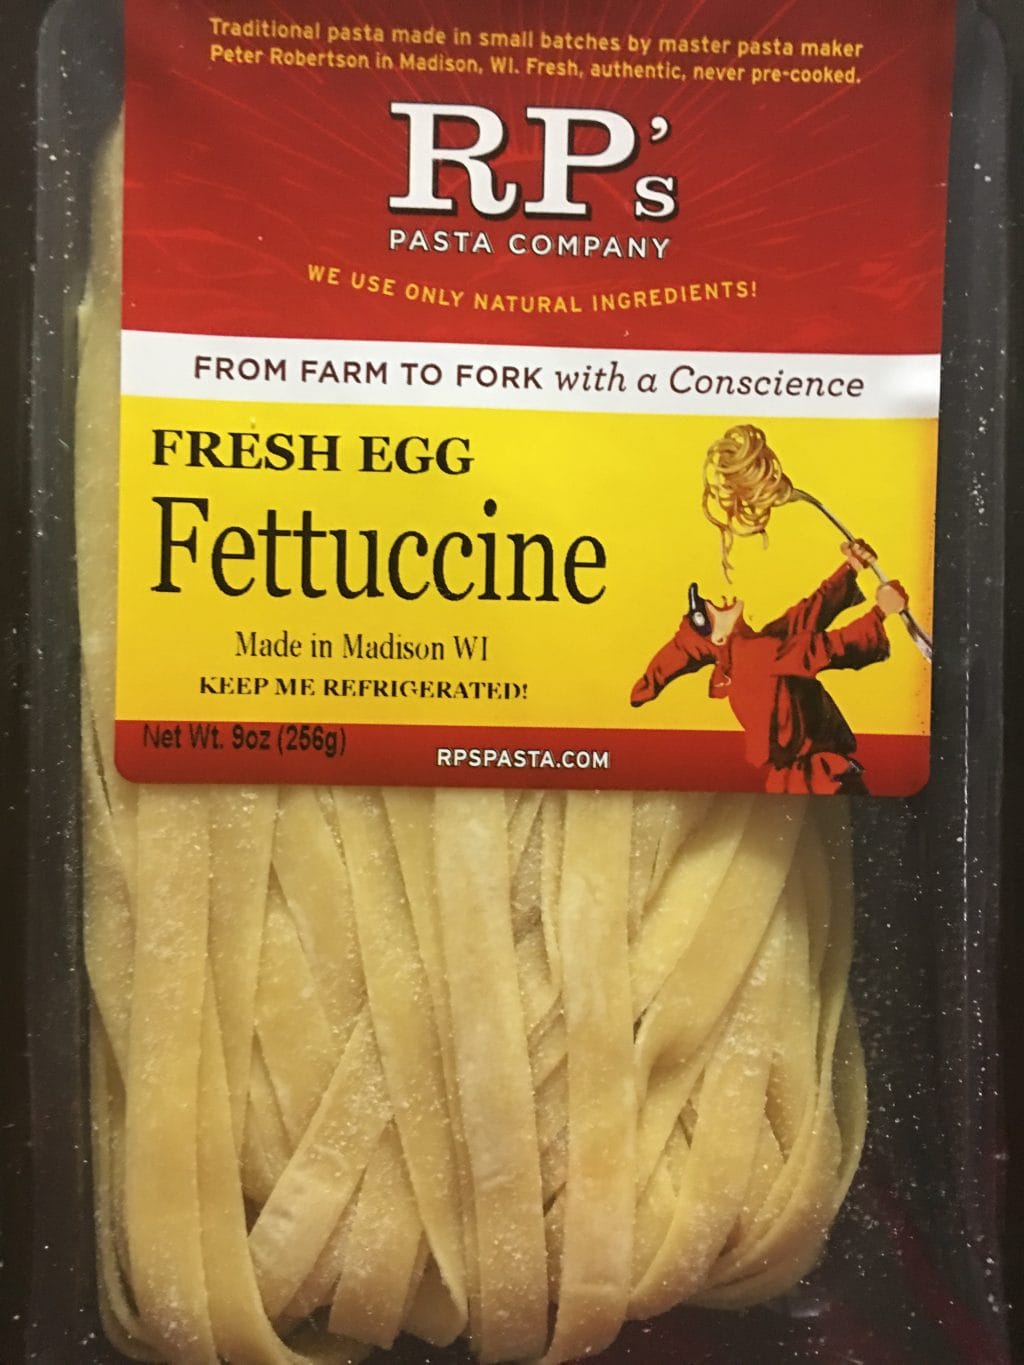 Traditional pasta made in small batches by master pasta maker
Peter Robertson in Madison, WI. Fresh, authentic, never pre-cooked.
RP's
PASTA COMPANY
WE USE ONLY NATURAL INGREDIENTS!
FROM FARM TO FORK with a Conscience
FRESH EGG
Fettuccine
Made in Madison WI
KEEP ME REFRIGERATED!
Net Wt. 9oz (256g)
RPSPASTA.COM